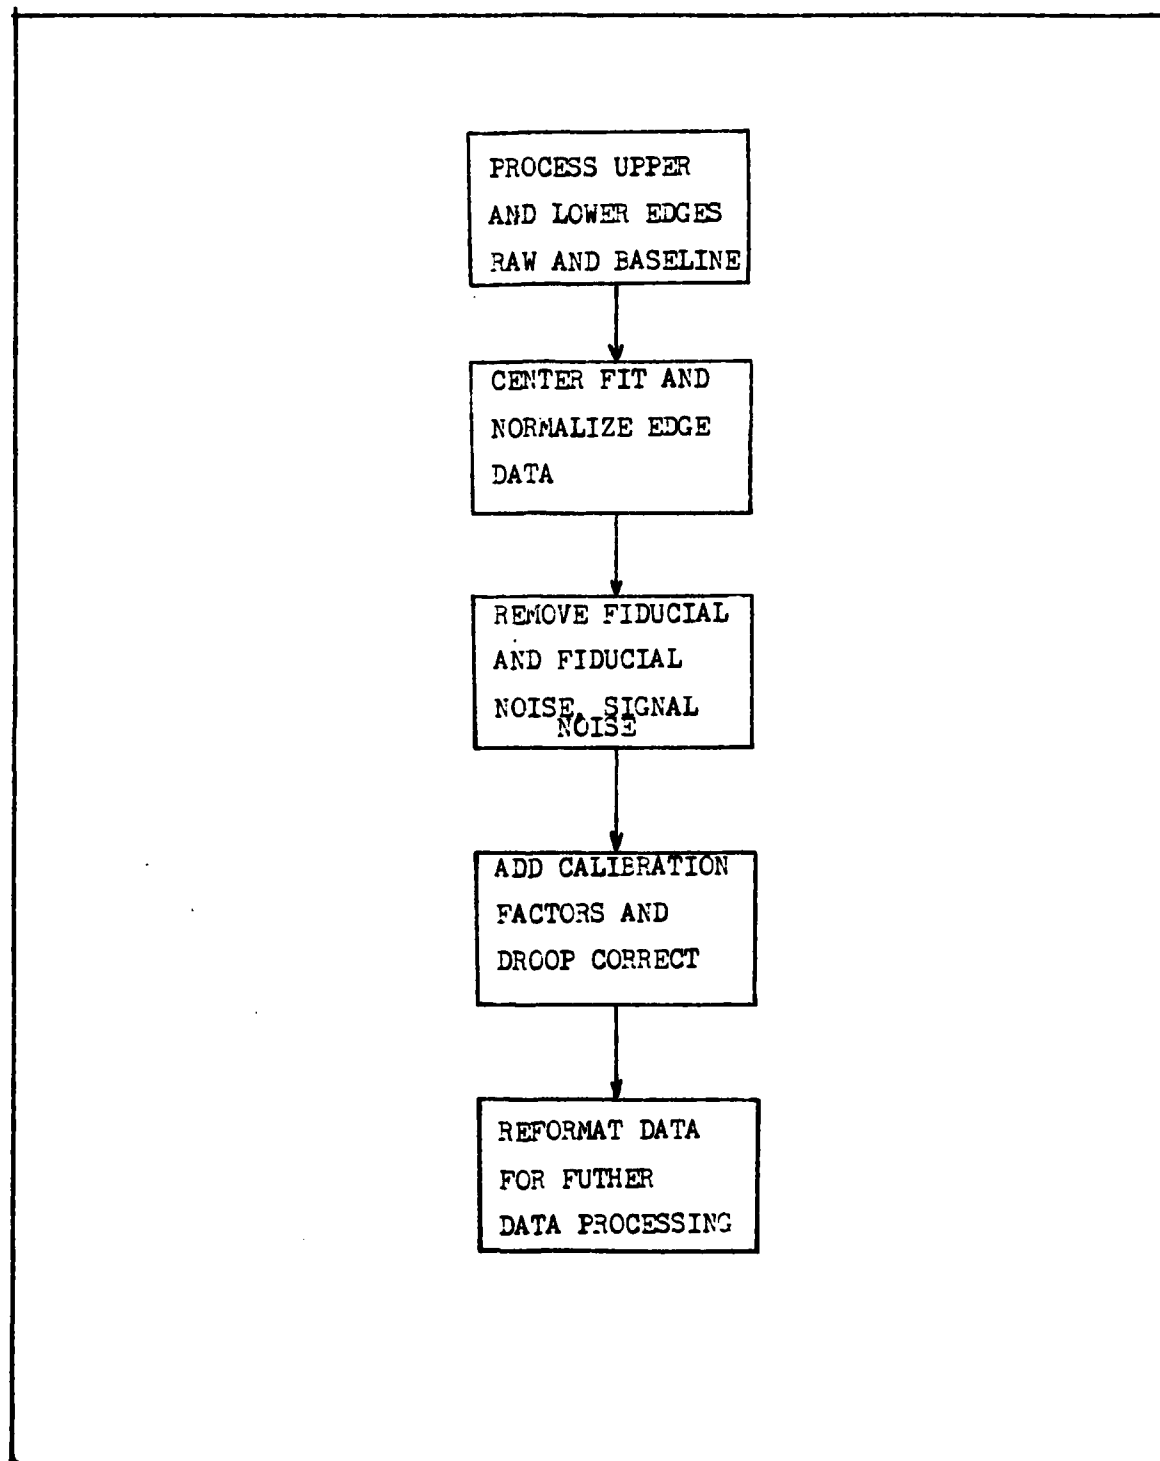 PROCESS UPPER
AND LOWER EDGES
RAW AND BASELINE
CENTER FIT AND
NORMALIZE EDGE
DATA
REMOVE FIDUCIAL
AND FIDUCIAL
NOISE, SIGNAL
NOISE
ADD CALIBRATION
FACTORS AND
DROOP CORRECT
REFORMAT DATA
FOR FUTHER
DATA PROCESSING